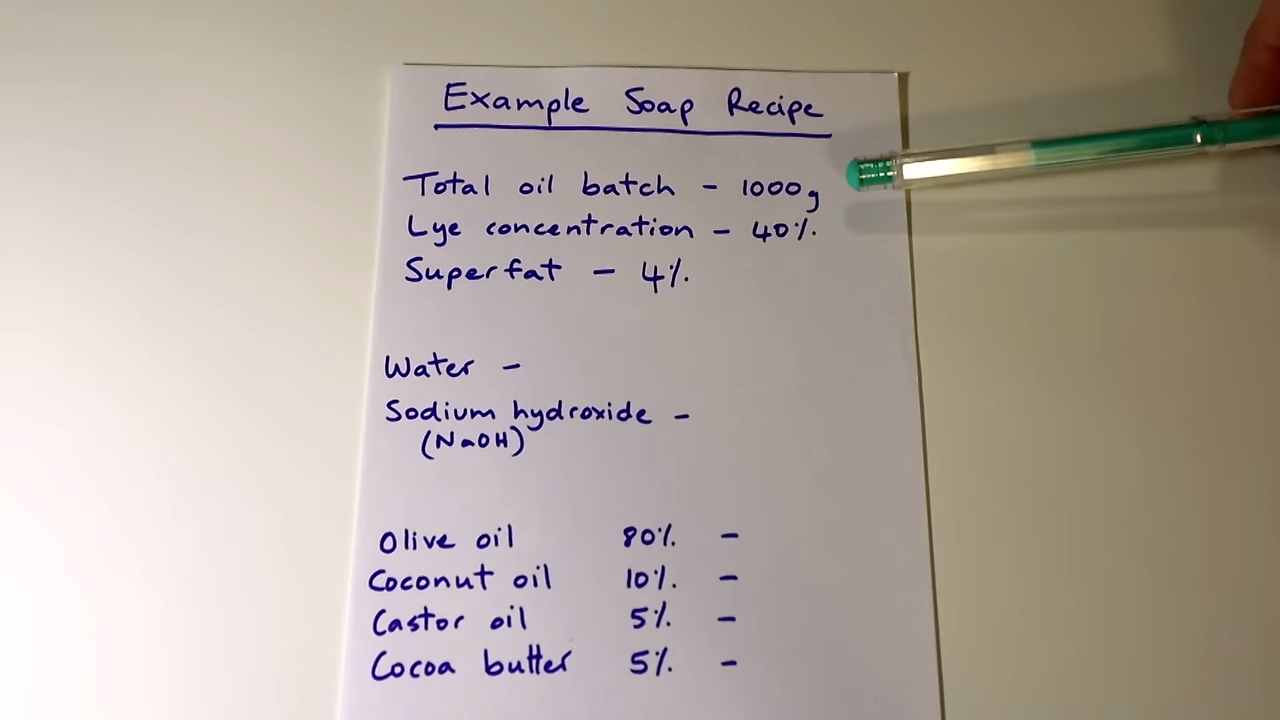 Example Soap Recipe
Total oil batch - 1000g
Lye concentration - 40%.
Superfat - 4%.
Water -
Sodium hydroxide -
(NaOH)
Olive oil 80%. -
Coconut oil 10%. -
Castor oil 5%. -
Cocoa butter 5%. -